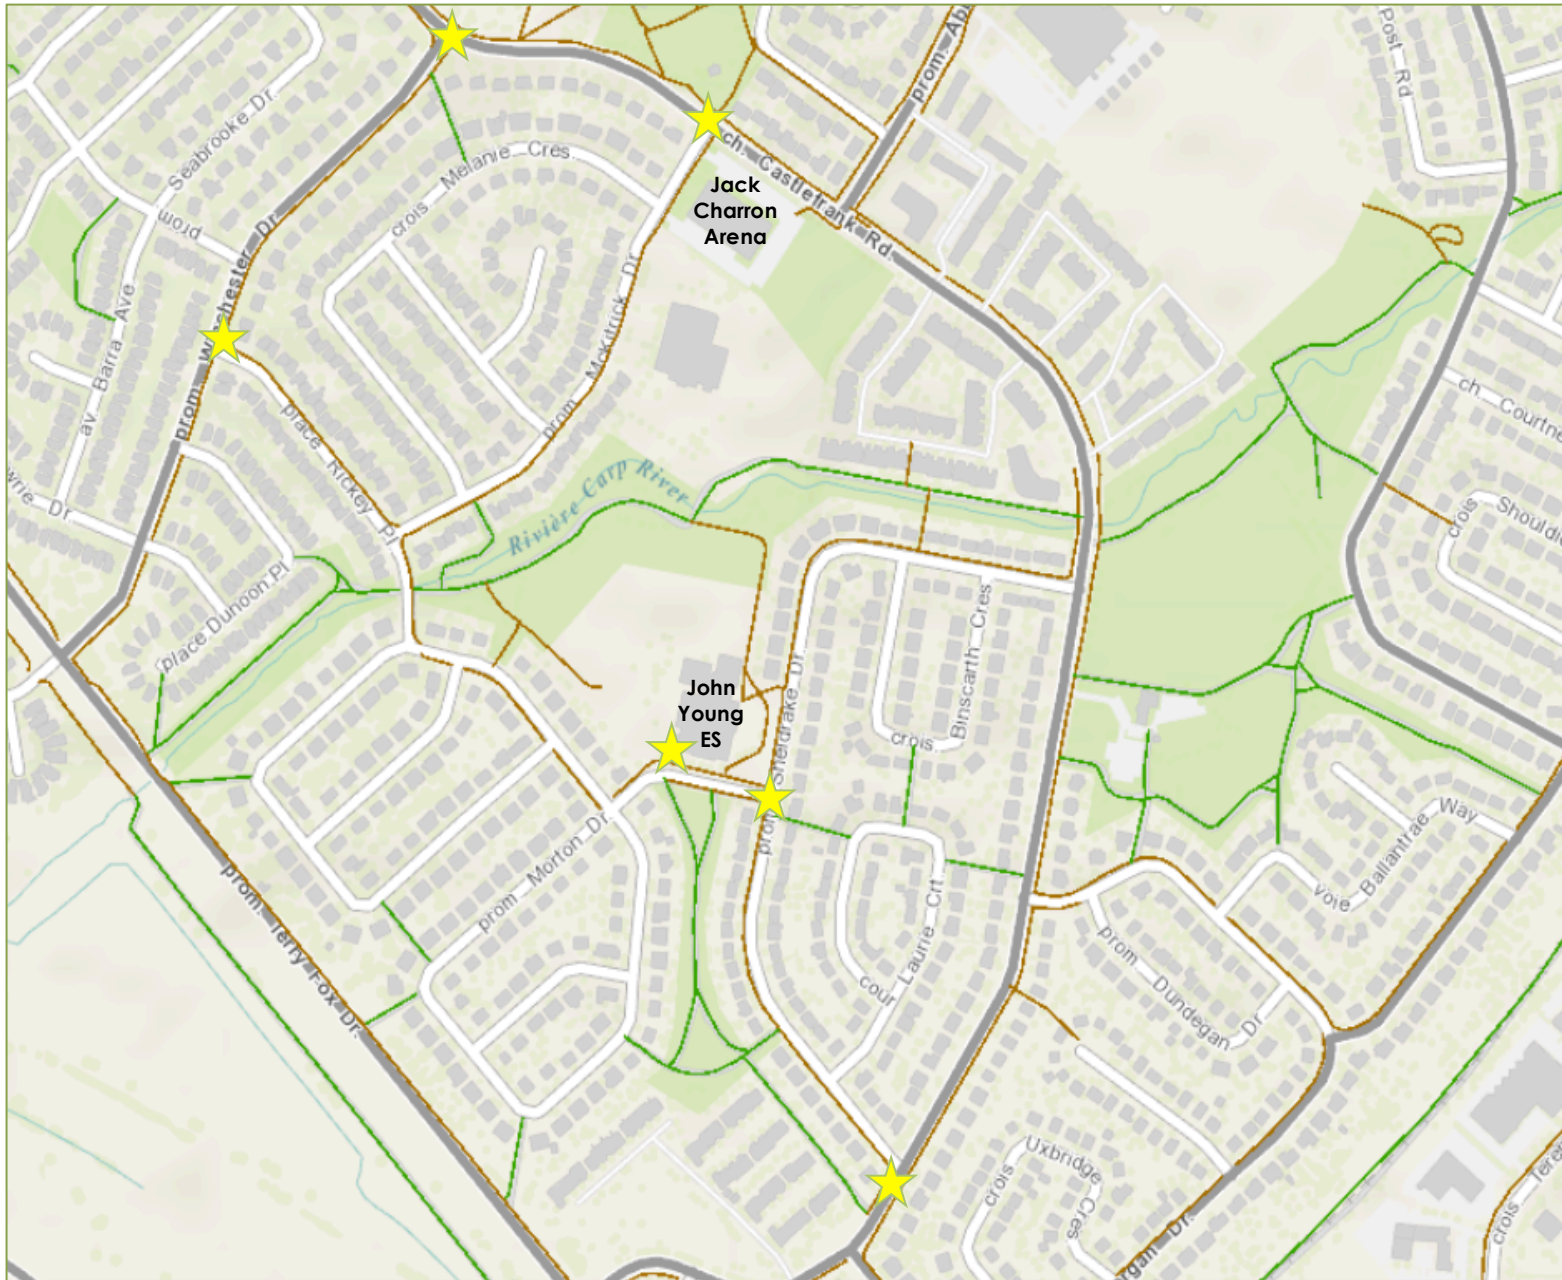 Post Rd
prom. Ab
Seabrooke Dr
crois Melanie Cres
ch. Castlefrank Rd.
Jack
Charron
Arena
prom
prom W chester Dr
prom McKitrick Dr
av Barra Ave
place Rickey Pl
ch. Courtne
wrie Dr
Rivière Carp River
crois Shouldi
place Dunoon Pl
John
Young
ES
prom Sheldrake Dr
crois Binscarth Cres
prom Morton Dr
voie Ballantrae Way
prom. Terry Fox Dr.
cour Laurie Crt
prom Dundegan Dr
crois Uxbridge Cres
rgan Dr.
crois Tere